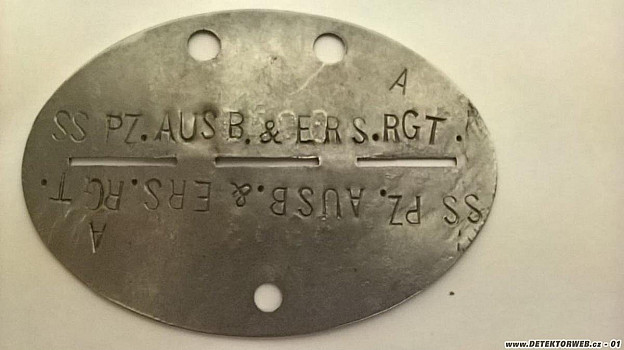 A
SS PZ.AUSB.& ERS.RGT.
SS PZ. AUSB.& ERS.RGT.
A
www.DETEKTORWEB.cz - 01